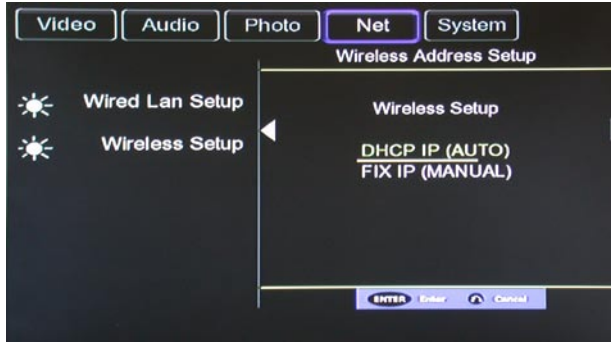 Video Audio Photo Net System
Wireless Address Setup
Wired Lan Setup
Wireless Setup
Wireless Setup
DHCP IP (AUTO)
FIX IP (MANUAL)
ENTER Enter Cancel